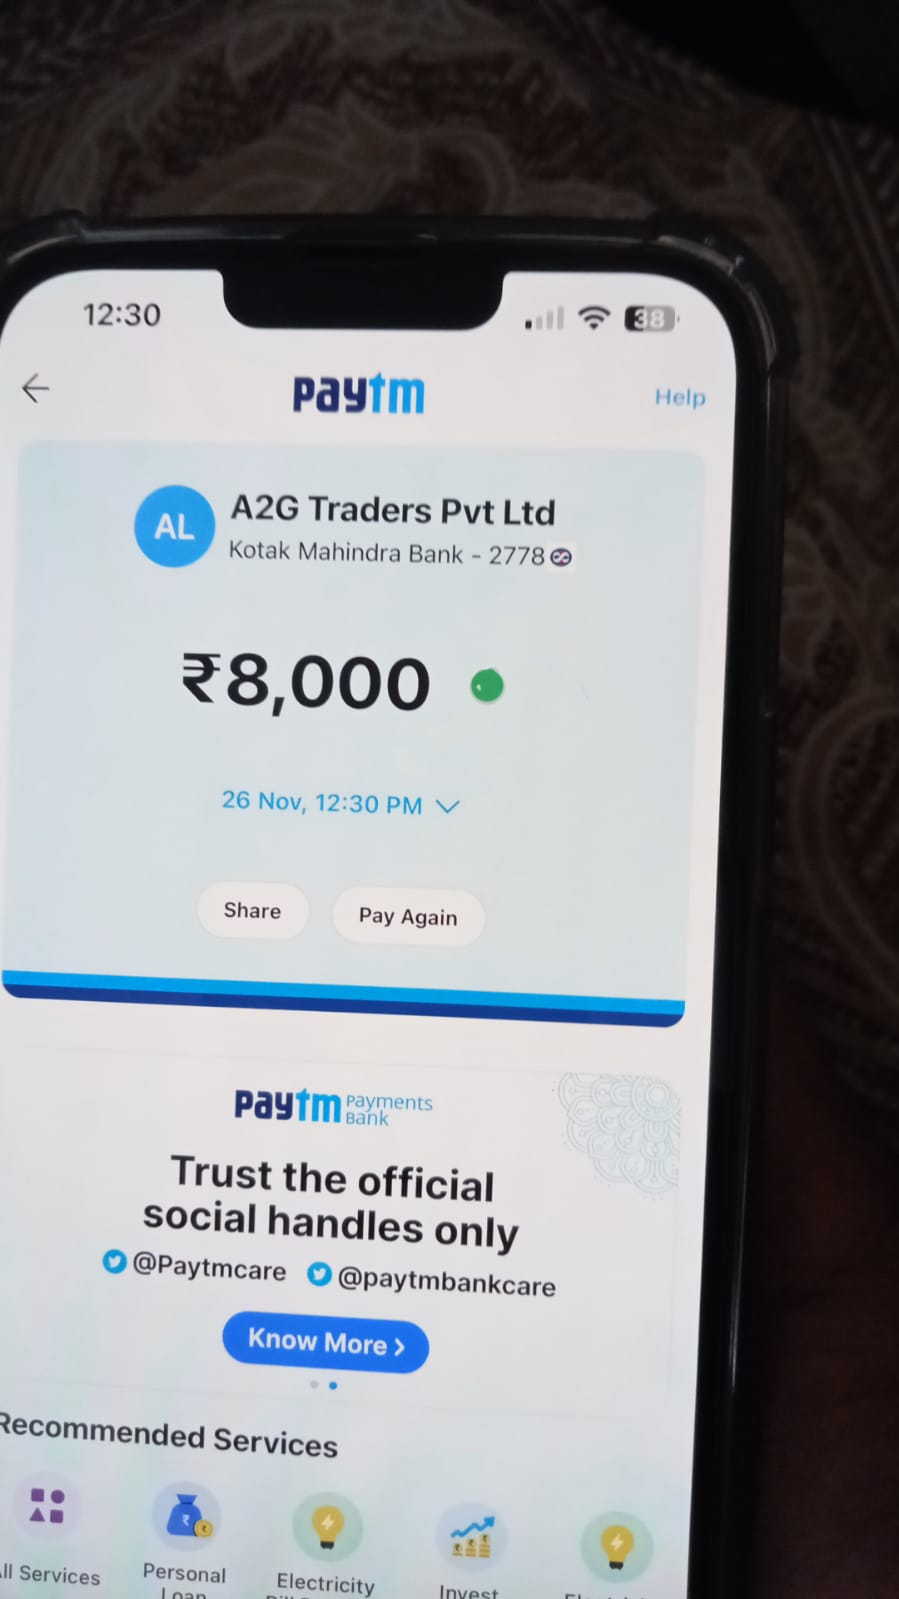 12:30
38
paytm
Help
AL
A2G Traders Pvt Ltd
Kotak Mahindra Bank - 2778
₹8,000
26 Nov, 12:30 PM
Share
Pay Again
paytm Payments Bank
Trust the official
social handles only
@Paytmcare @paytmbankcare
Know More >
Recommended Services
ll Services
Personal
Loan
Electricity
Invest